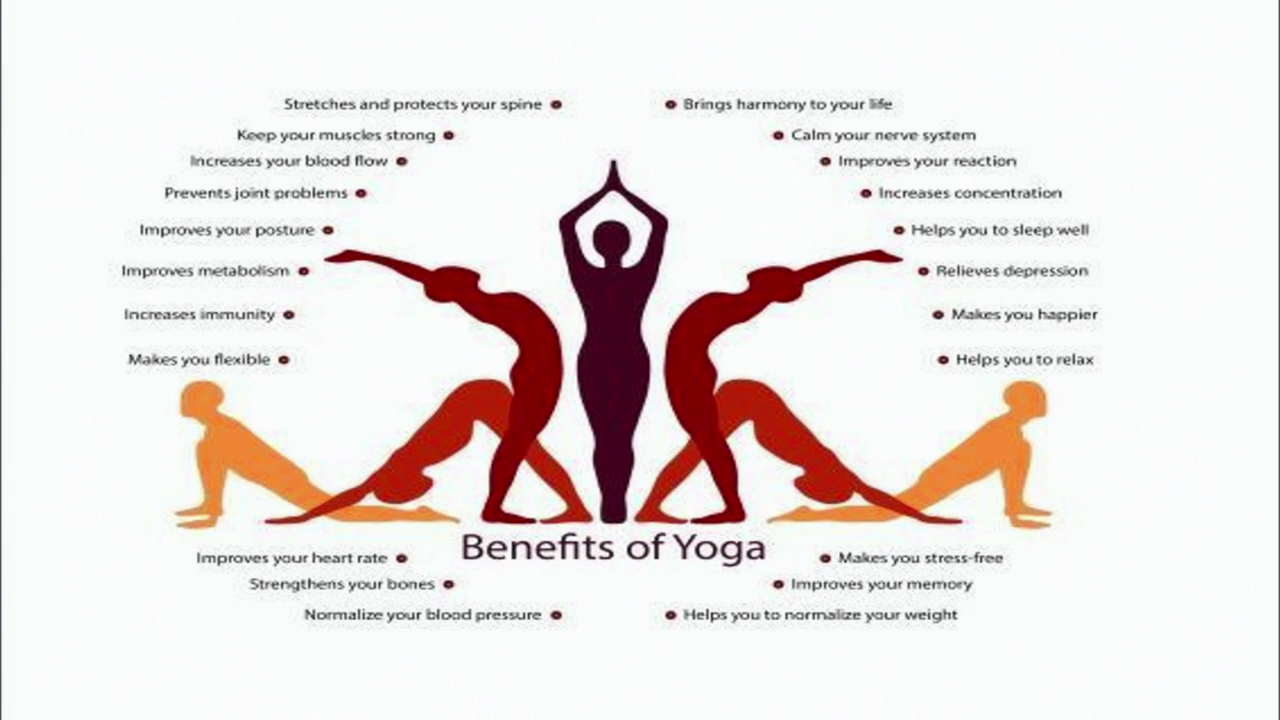 Stretches and protects your spine
Keep your muscles strong
Increases your blood flow
Prevents joint problems
Improves your posture
Improves metabolism
Increases immunity
Makes you flexible
Brings harmony to your life
Calm your nerve system
Improves your reaction
Increases concentration
Helps you to sleep well
Relieves depression
Makes you happier
Helps you to relax
Benefits of Yoga
Improves your heart rate
Strengthens your bones
Normalize your blood pressure
Makes you stress-free
Improves your memory
Helps you to normalize your weight